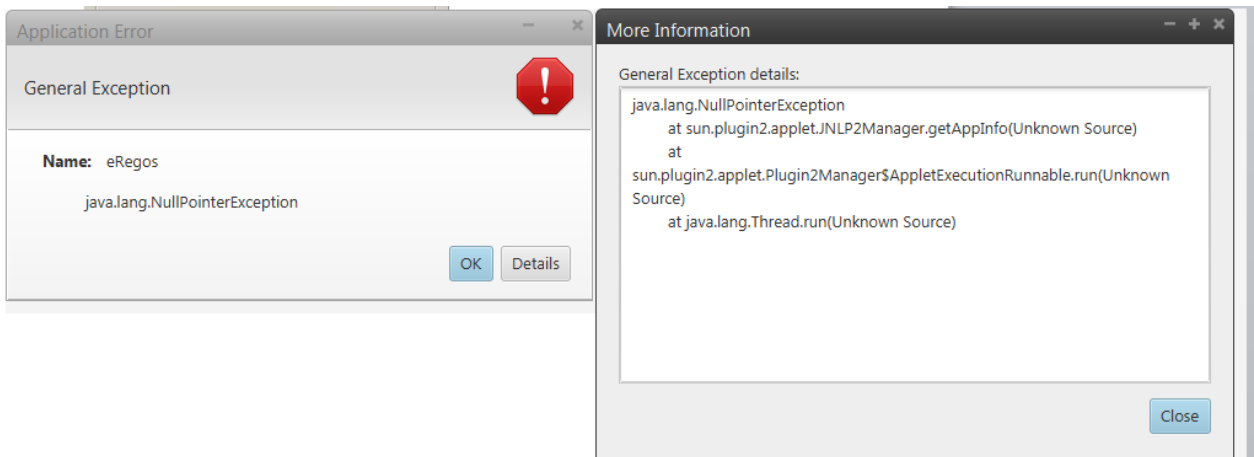 Application Error
General Exception
Name: eRegos
java.lang.NullPointerException
OK Details
More Information
General Exception details:
java.lang.NullPointerException
at sun.plugin2.applet.JNLP2Manager.getAppInfo(Unknown Source)
at
sun.plugin2.applet.Plugin2Manager$AppletExecutionRunnable.run(Unknown
Source)
at java.lang.Thread.run(Unknown Source)
Close